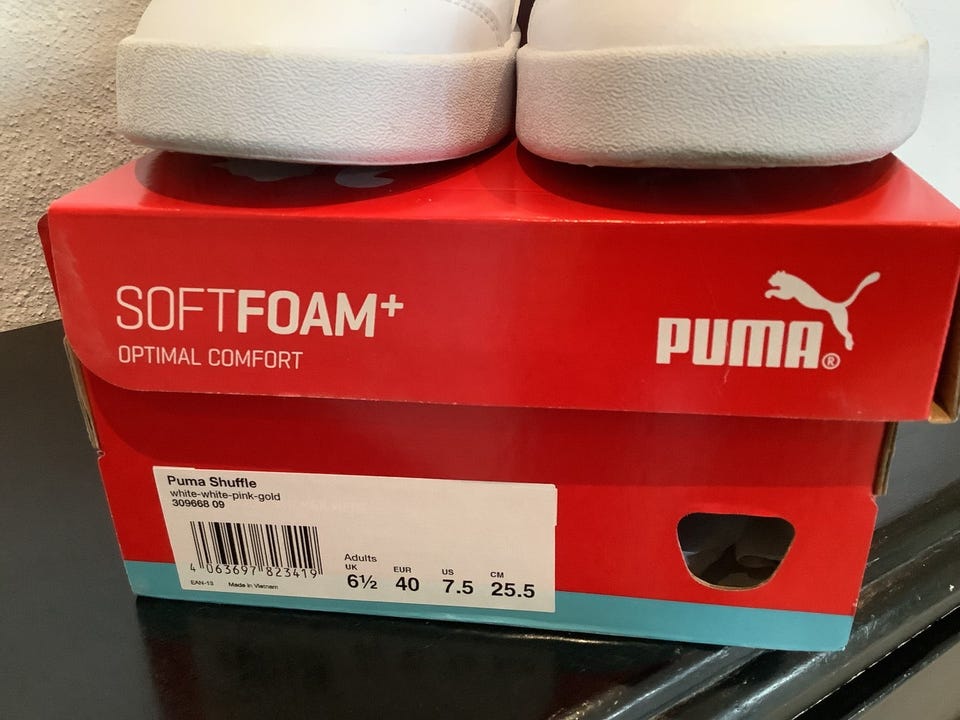 SOFTFOAM+
OPTIMAL COMFORT
PUMA®
Puma Shuffle
white-white-pink-gold
309668 09
4 063697 823419
EAN-13 Made in Vietnam
Adults
UK EUR US CM
6½ 40 7.5 25.5